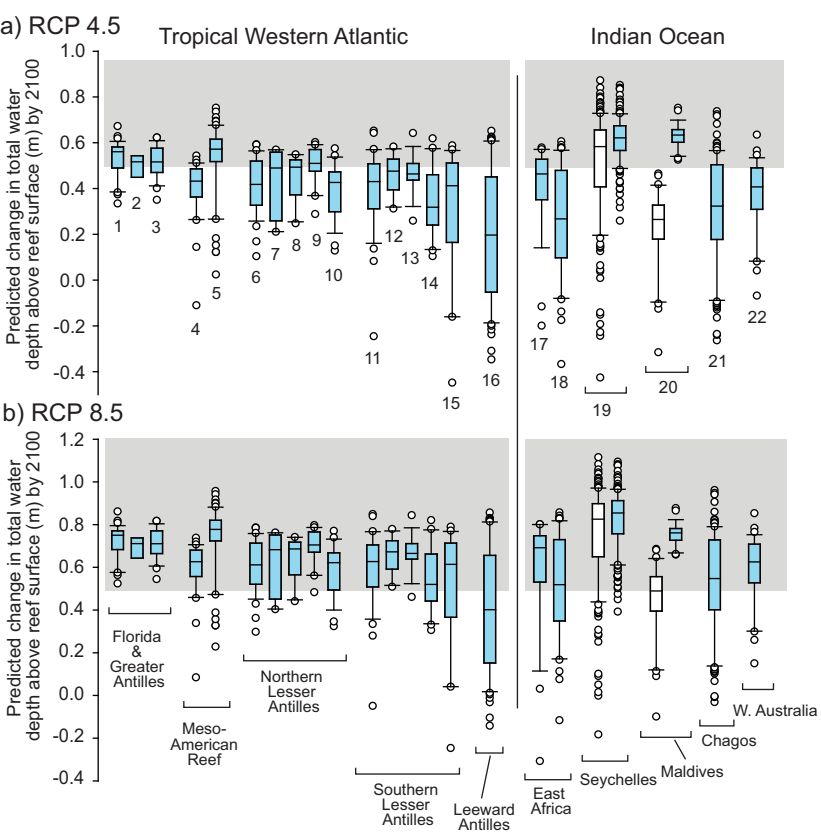 a) RCP 4.5
Tropical Western Atlantic
Indian Ocean
Predicted change in total water
depth above reef surface (m) by 2100
1.0
0.8
0.6
0.4
0.2
0.0
-0.2
-0.4
1
2
3
4
5
6
7
8
9
10
11
12
13
14
15
16
17
18
19
20
21
22
b) RCP 8.5
Predicted change in total water
depth above reef surface (m) by 2100
1.2
1.0
0.8
0.6
0.4
0.2
0.0
-0.2
-0.4
Florida
&
Greater
Antilles
Meso-
American
Reef
Northern
Lesser
Antilles
Southern
Lesser
Antilles
Leeward
Antilles
East
Africa
Seychelles
Maldives
Chagos
W. Australia